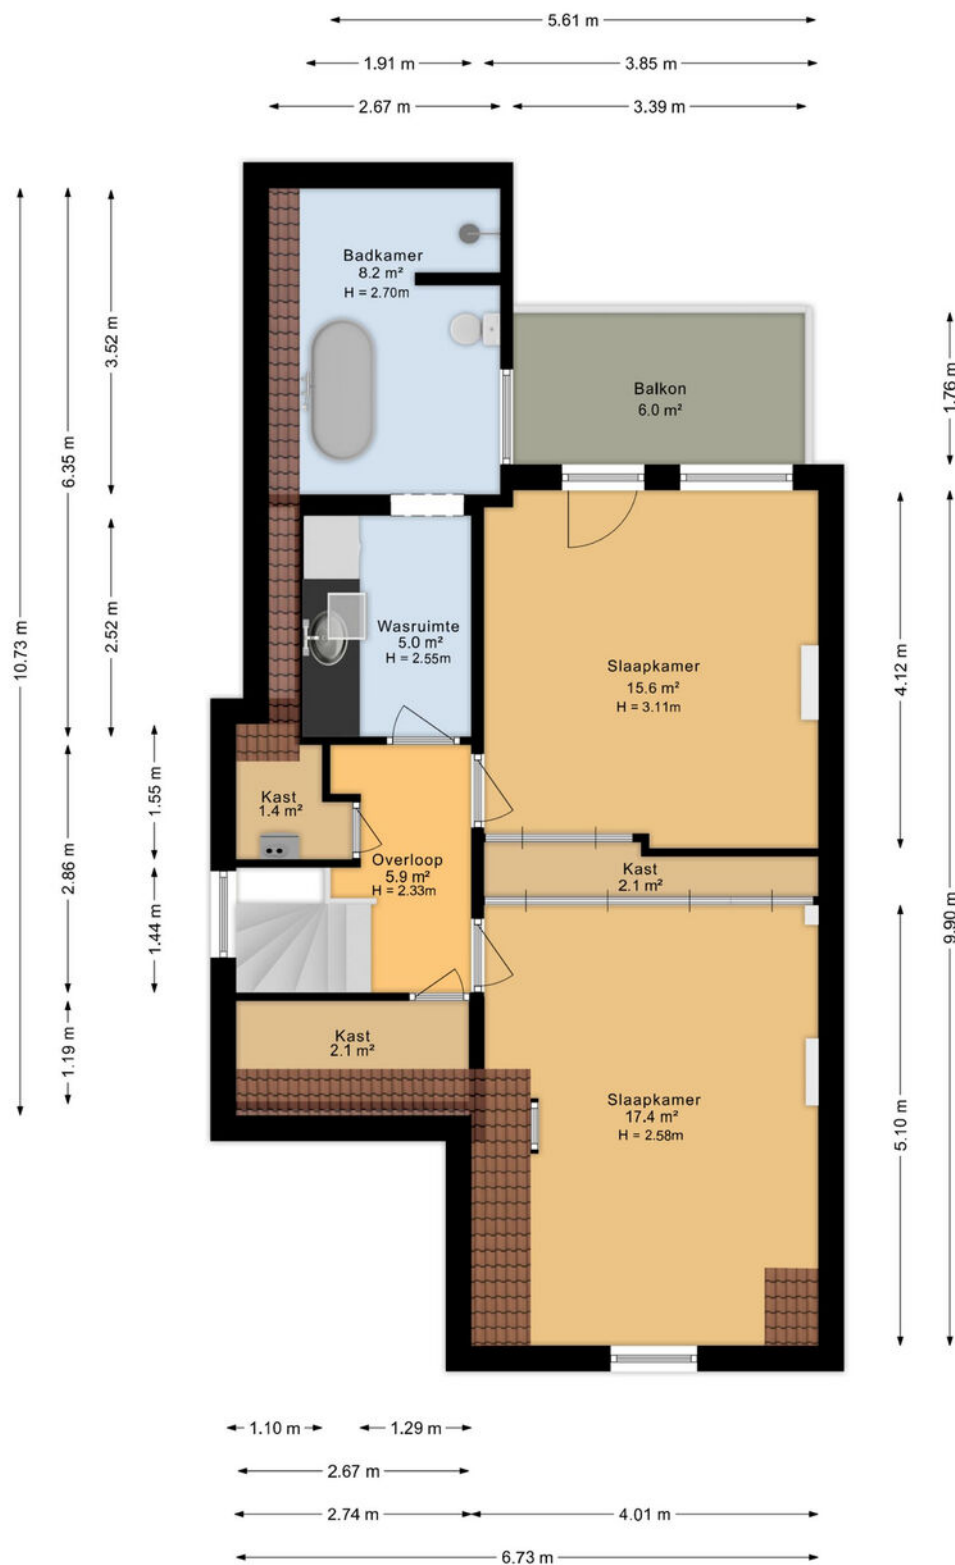 5.61 m
1.91 m
3.85 m
2.67 m
3.39 m
Badkamer
8.2 m²
H = 2.70m
Balkon
6.0 m²
1.76 m
3.52 m
6.35 m
2.52 m
10.73 m
Wasruimte
5.0 m²
H = 2.55m
Slaapkamer
15.6 m²
H = 3.11m
4.12 m
1.55 m
2.86 m
1.44 m
1.19 m
Kast
1.4 m²
Overloop
5.9 m²
H = 2.33m
Kast
2.1 m²
9.90 m
Kast
2.1 m²
Slaapkamer
17.4 m²
H = 2.58m
5.10 m
1.10 m
1.29 m
2.67 m
2.74 m
4.01 m
6.73 m